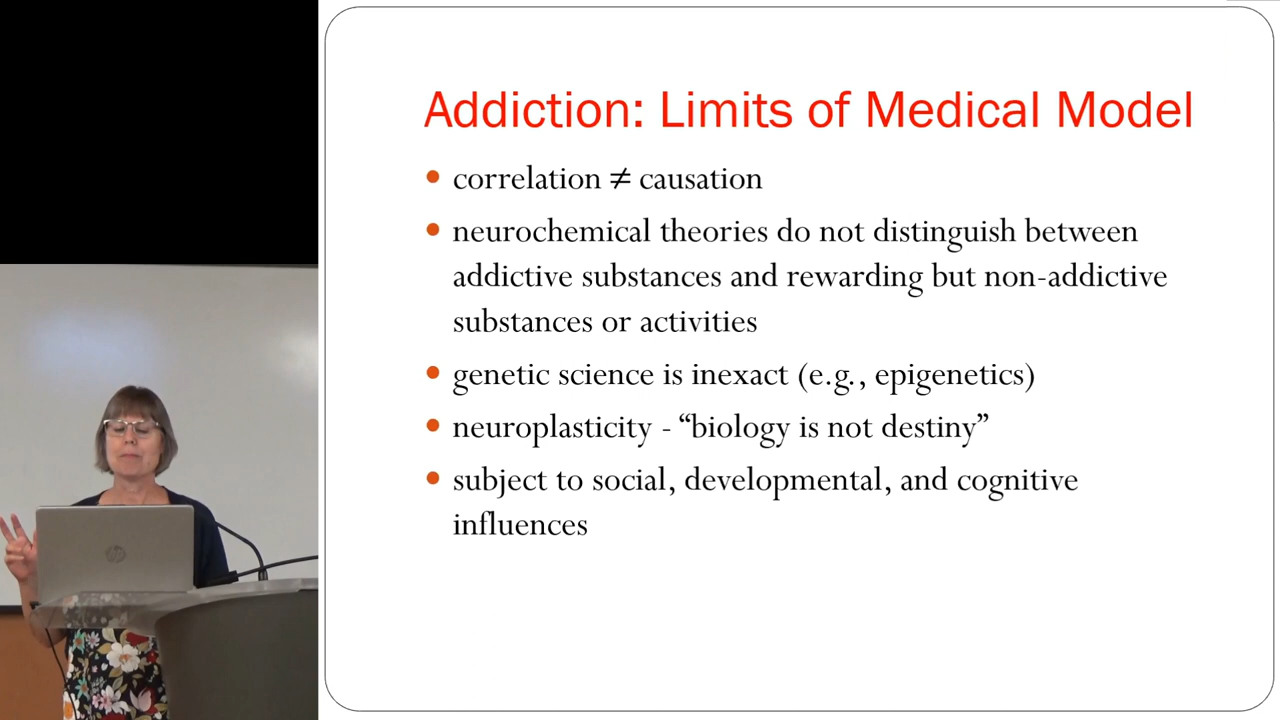 Addiction: Limits of Medical Model
• correlation ≠ causation
• neurochemical theories do not distinguish between
addictive substances and rewarding but non-addictive
substances or activities
• genetic science is inexact (e.g., epigenetics)
• neuroplasticity - “biology is not destiny”
• subject to social, developmental, and cognitive
influences
hp